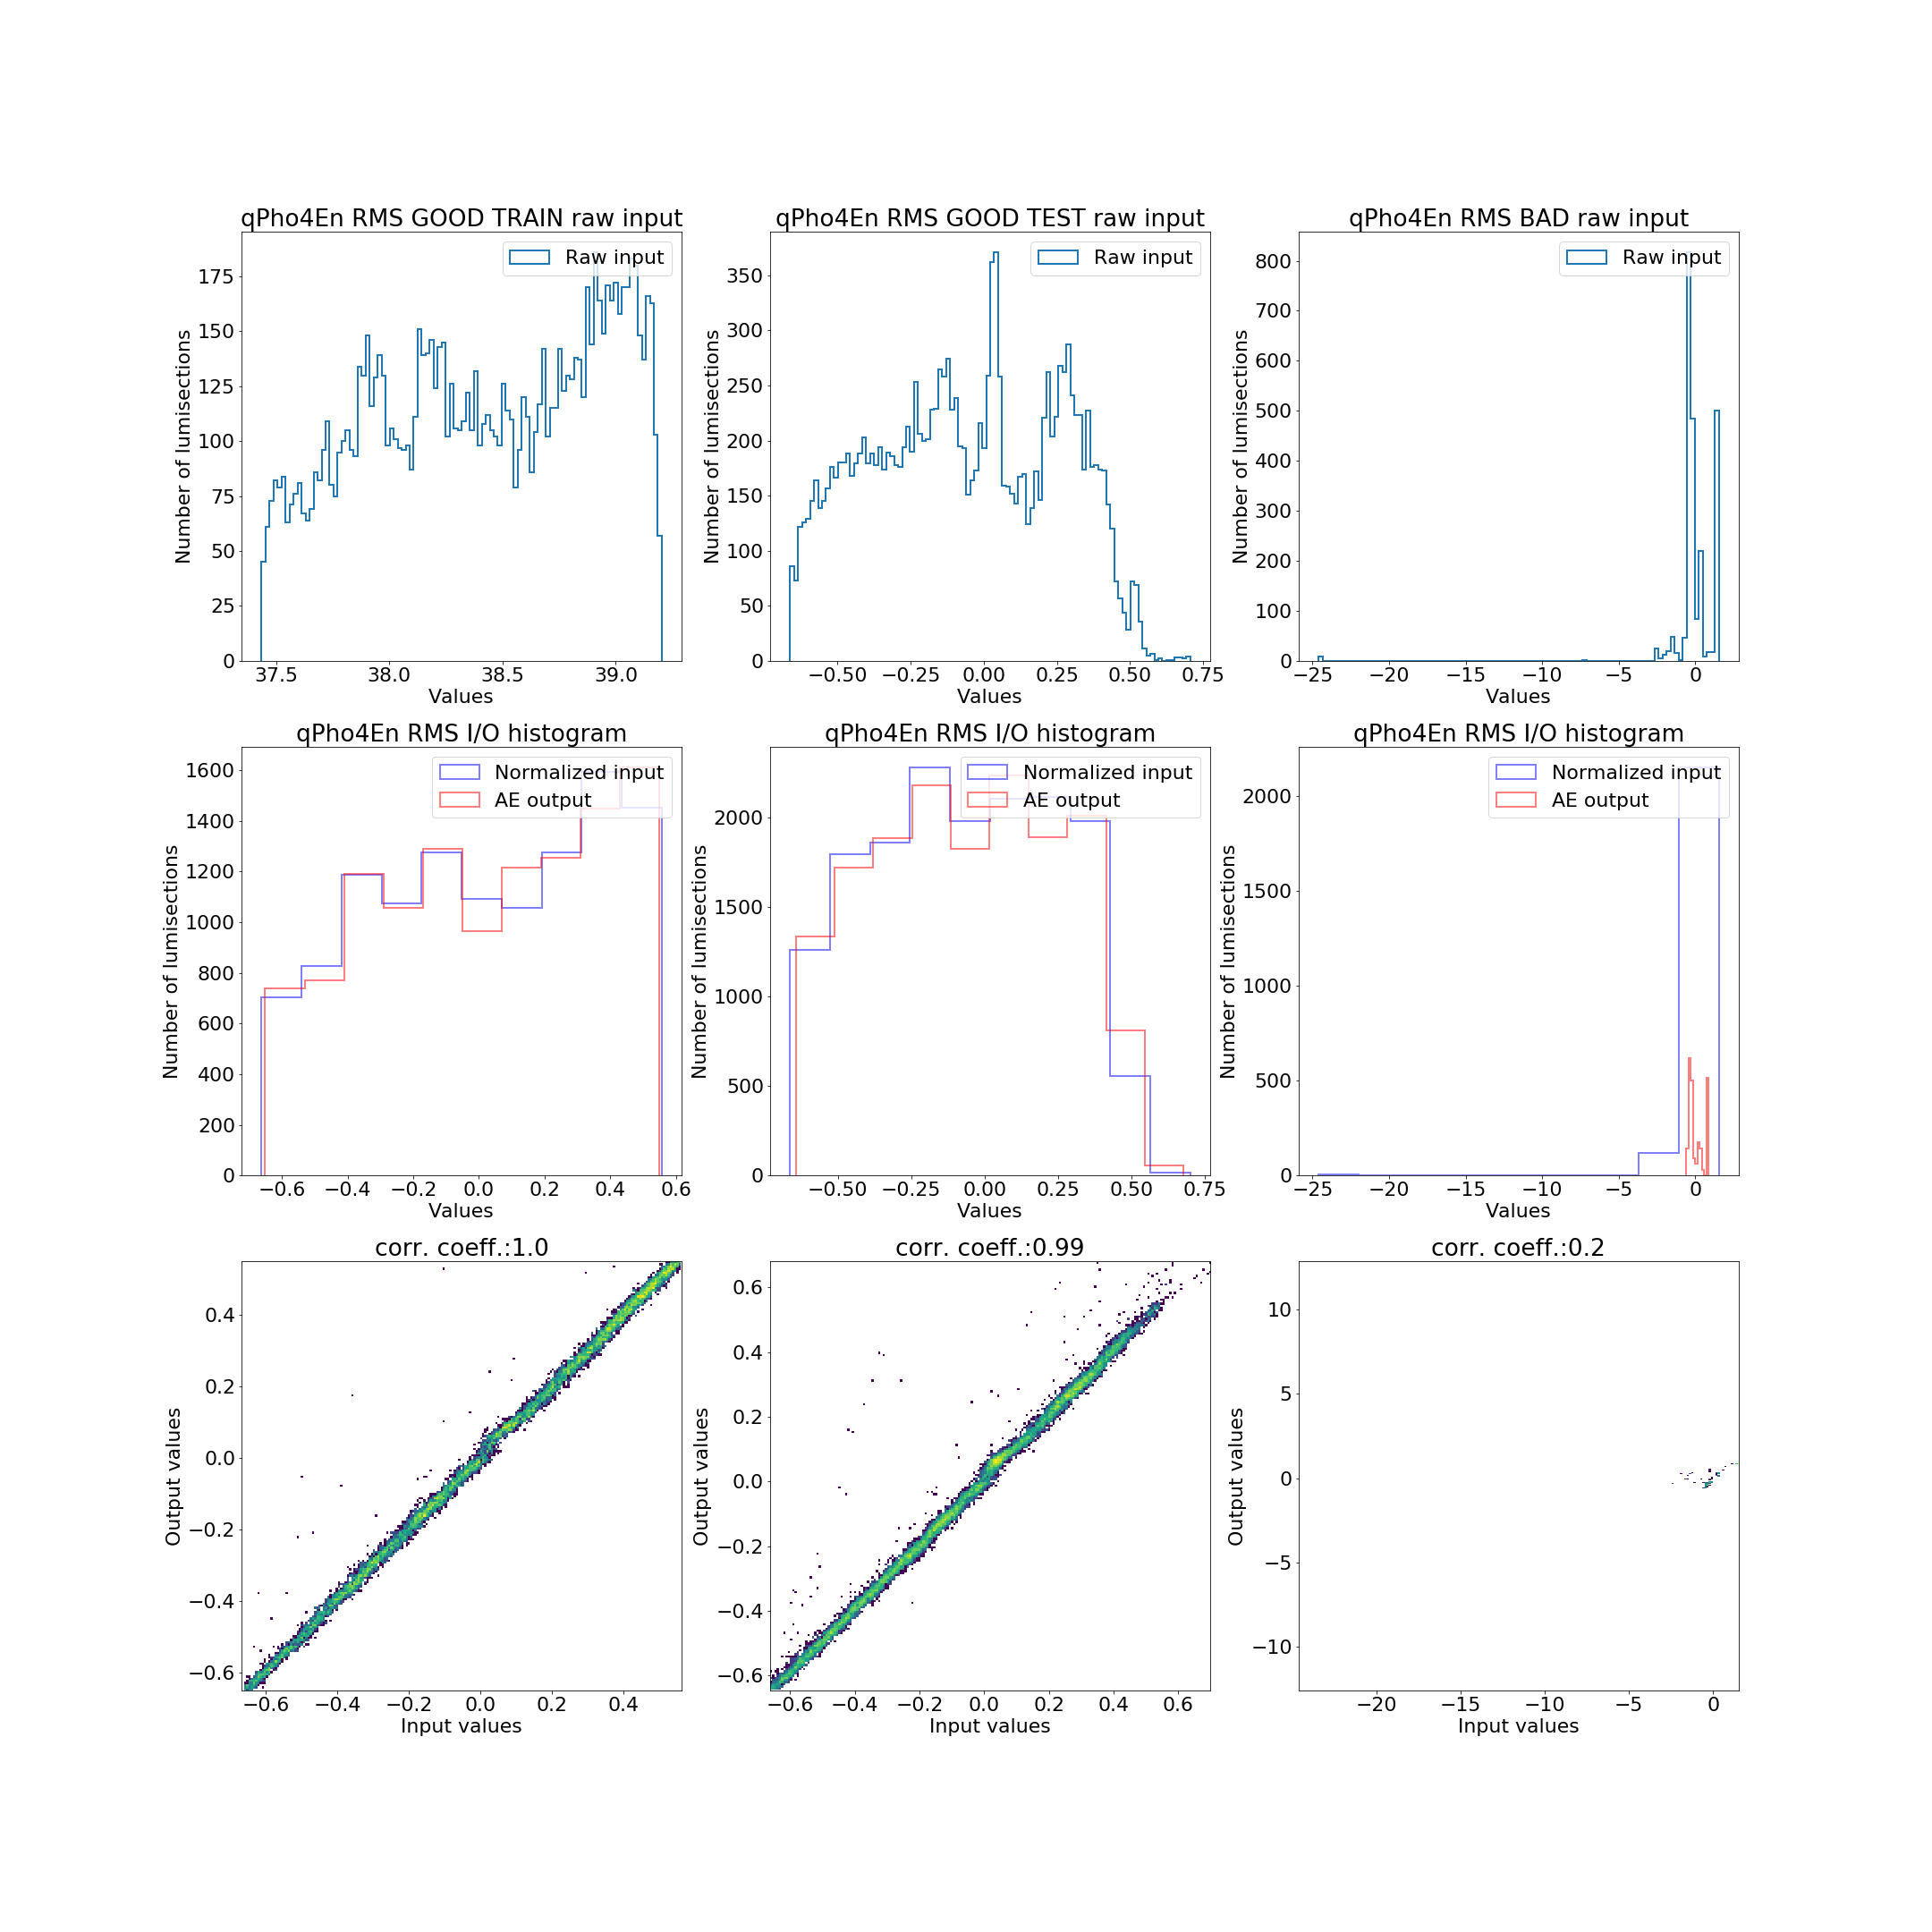 qPho4En RMS GOOD TRAIN raw input
Raw input
175
150
125
100
75
50
25
0
Number of lumisections
37.5 38.0 38.5 39.0
Values
qPho4En RMS GOOD TEST raw input
Raw input
350
300
250
200
150
100
50
0
Number of lumisections
−0.50 −0.25 0.00 0.25 0.50 0.75
Values
qPho4En RMS BAD raw input
Raw input
800
700
600
500
400
300
200
100
0
Number of lumisections
−25 −20 −15 −10 −5 0
Values
qPho4En RMS I/O histogram
Normalized input
AE output
1600
1400
1200
1000
800
600
400
200
0
Number of lumisections
−0.6 −0.4 −0.2 0.0 0.2 0.4 0.6
Values
qPho4En RMS I/O histogram
Normalized input
AE output
2000
1500
1000
500
0
Number of lumisections
−0.50 −0.25 0.00 0.25 0.50 0.75
Values
qPho4En RMS I/O histogram
Normalized input
AE output
2000
1500
1000
500
0
Number of lumisections
−25 −20 −15 −10 −5 0
Values
corr. coeff.:1.0
0.4
0.2
0.0
−0.2
−0.4
−0.6
Output values
−0.6 −0.4 −0.2 0.0 0.2 0.4
Input values
corr. coeff.:0.99
0.6
0.4
0.2
0.0
−0.2
−0.4
−0.6
Output values
−0.6 −0.4 −0.2 0.0 0.2 0.4 0.6
Input values
corr. coeff.:0.2
10
5
0
−5
−10
Output values
−20 −15 −10 −5 0
Input values